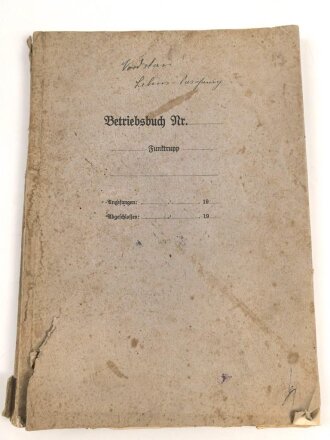 Betriebsbuch Nr.
Funktrupp
Angefangen: 19
Abgeschlossen: 19